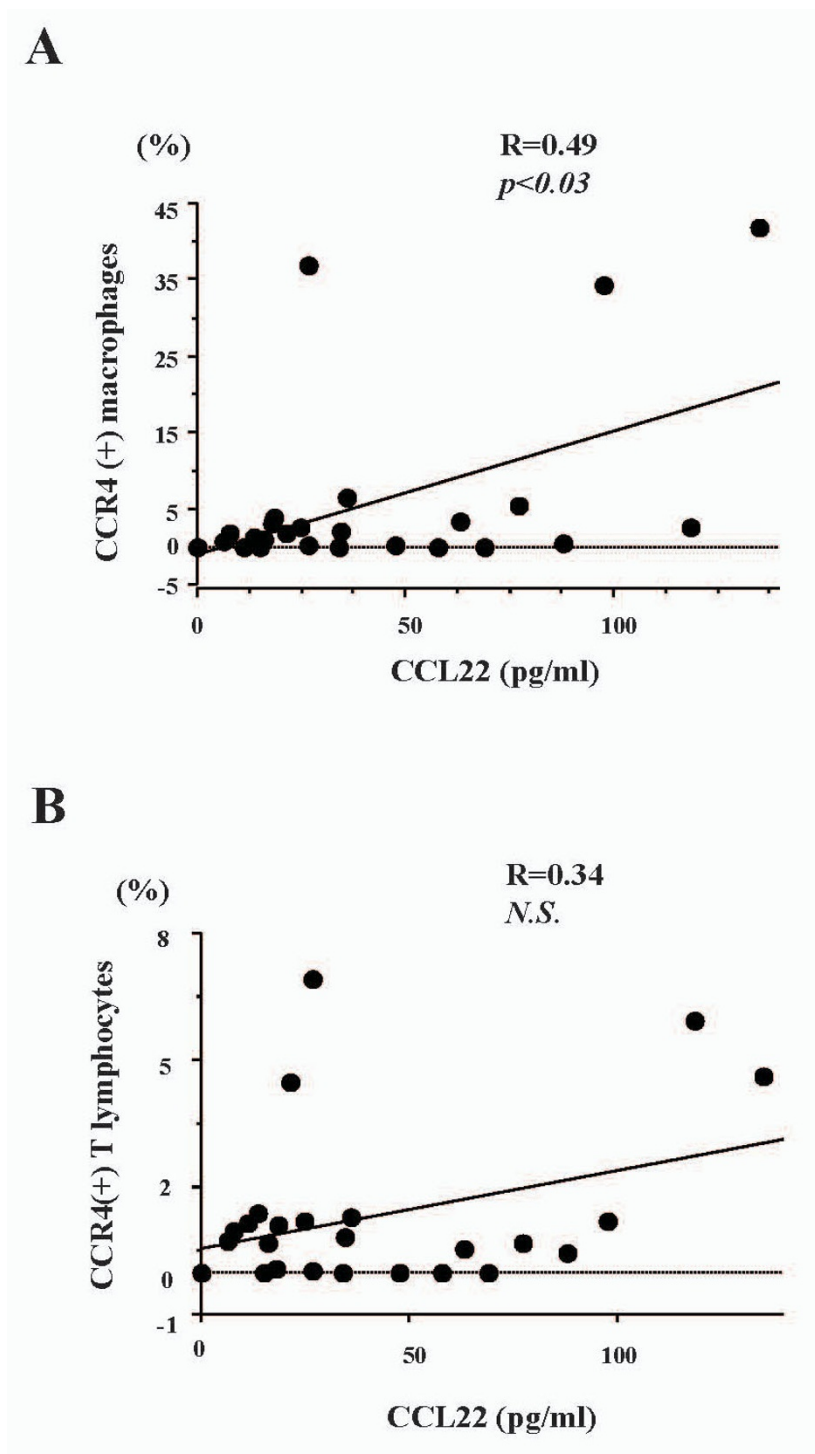 A
(%)
R=0.49
p<0.03
CCR4 (+) macrophages
45
35
25
15
5
0
-5
0 50 100
CCL22 (pg/ml)
B
(%)
R=0.34
N.S.
CCR4(+) T lymphocytes
8
5
2
0
-1
0 50 100
CCL22 (pg/ml)